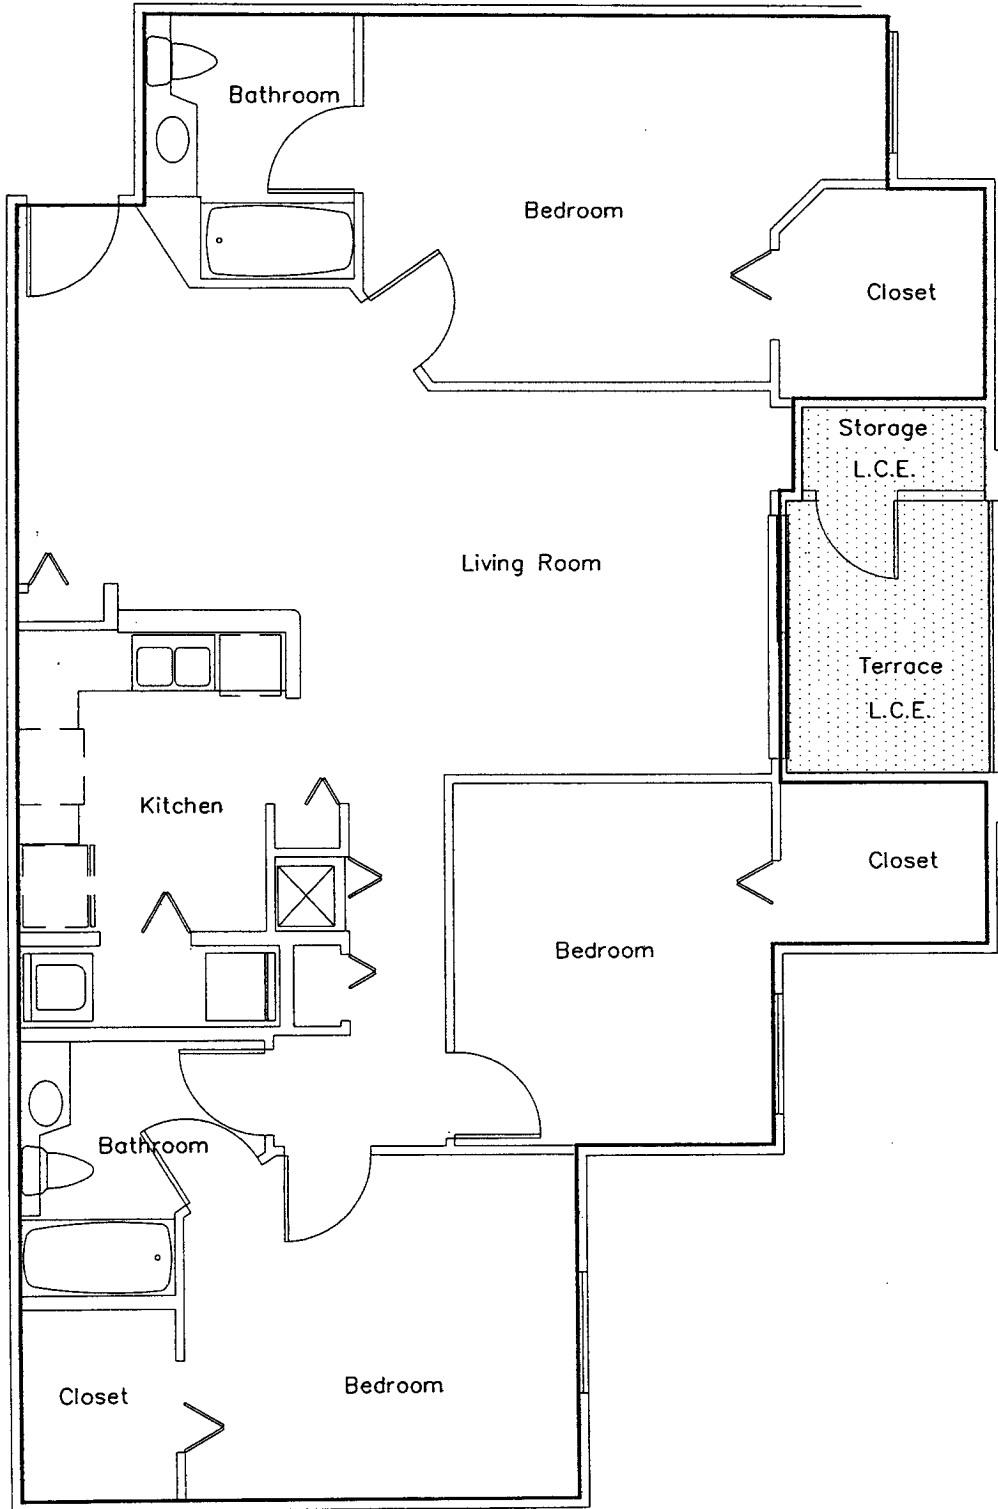 Bathroom
Bedroom
Closet
Storage
L.C.E.
Living Room
Terrace
L.C.E.
Kitchen
Closet
Bedroom
Bathroom
Bedroom
Closet